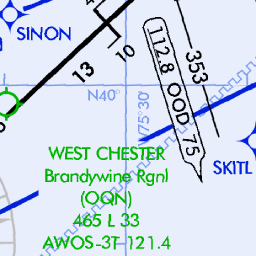 SINON
10
13
N40°
W75°30'
112.8 OOD 75
353
SKITL
WEST CHESTER
Brandywine Rgnl
(OQN)
465 L 33
AWOS-3T 121.4